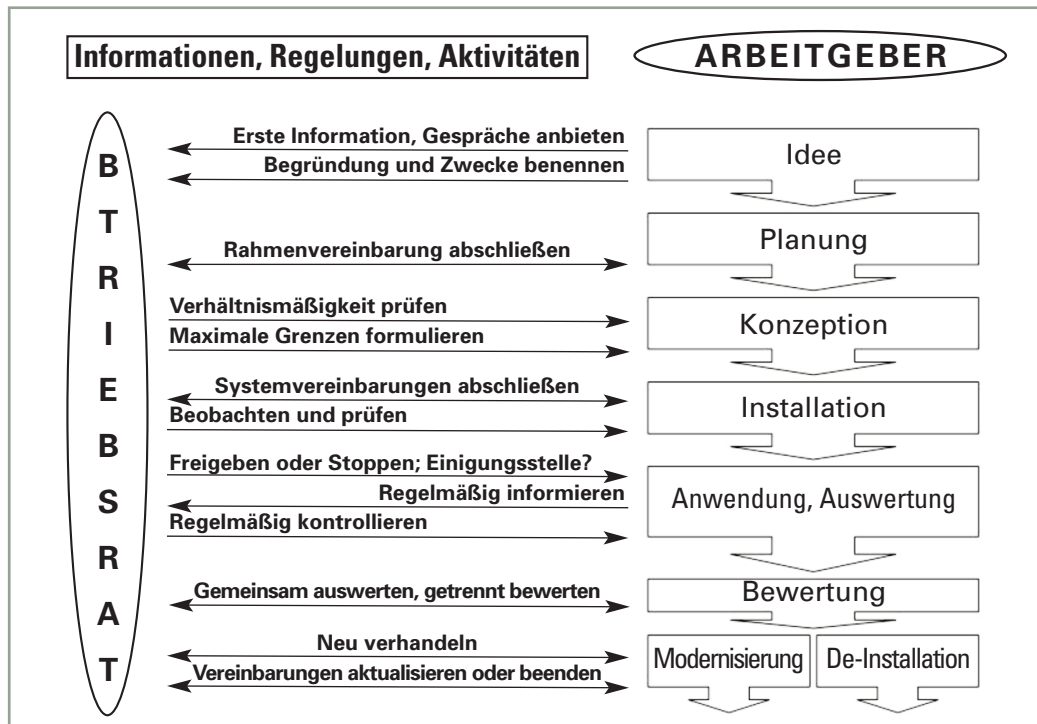 Informationen, Regelungen, Aktivitäten
ARBEITGEBER
B
T
R
I
E
B
S
R
A
T
Erste Information, Gespräche anbieten
Begründung und Zwecke benennen
Idee
Rahmenvereinbarung abschließen
Planung
Verhältnismäßigkeit prüfen
Maximale Grenzen formulieren
Konzeption
Systemvereinbarungen abschließen
Beobachten und prüfen
Installation
Freigeben oder Stoppen; Einigungsstelle?
Regelmäßig informieren
Regelmäßig kontrollieren
Anwendung, Auswertung
Gemeinsam auswerten, getrennt bewerten
Bewertung
Neu verhandeln
Vereinbarungen aktualisieren oder beenden
Modernisierung
De-Installation